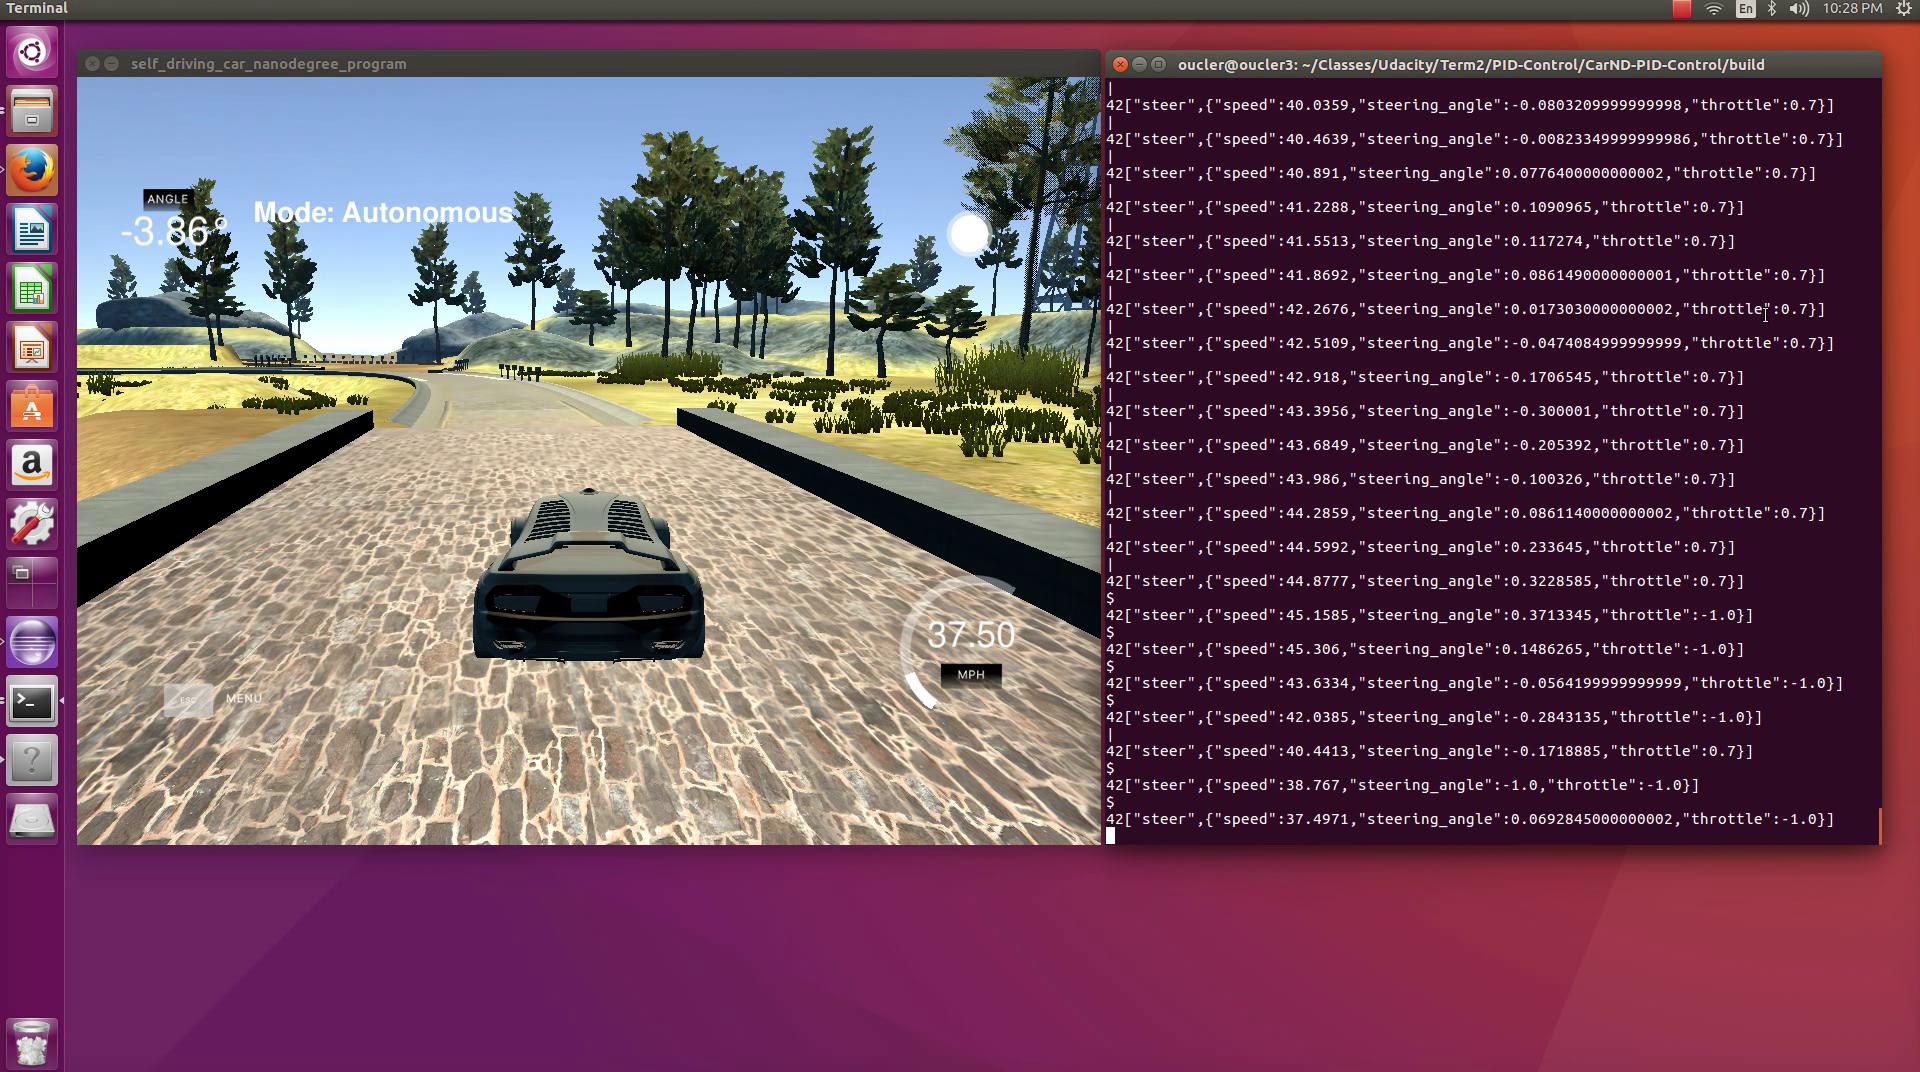 Terminal
En
10:28 PM
self_driving_car_nanodegree_program
ANGLE
-3.86°
Mode: Autonomous
37.50
MPH
ESC
MENU
oucler@oucler3: ~/Classes/Udacity/Term2/PID-Control/CarND-PID-Control/build
|
42["steer",{"speed":40.0359,"steering_angle":-0.0803209999999998,"throttle":0.7}]
|
42["steer",{"speed":40.4639,"steering_angle":-0.00823349999999986,"throttle":0.7}]
|
42["steer",{"speed":40.891,"steering_angle":0.0776400000000002,"throttle":0.7}]
|
42["steer",{"speed":41.2288,"steering_angle":0.1090965,"throttle":0.7}]
|
42["steer",{"speed":41.5513,"steering_angle":0.117274,"throttle":0.7}]
|
42["steer",{"speed":41.8692,"steering_angle":0.0861490000000001,"throttle":0.7}]
|
42["steer",{"speed":42.2676,"steering_angle":0.0173030000000002,"throttle":0.7}]
|
42["steer",{"speed":42.5109,"steering_angle":-0.0474084999999999,"throttle":0.7}]
|
42["steer",{"speed":42.918,"steering_angle":-0.1706545,"throttle":0.7}]
|
42["steer",{"speed":43.3956,"steering_angle":-0.300001,"throttle":0.7}]
|
42["steer",{"speed":43.6849,"steering_angle":-0.205392,"throttle":0.7}]
|
42["steer",{"speed":43.986,"steering_angle":-0.100326,"throttle":0.7}]
|
42["steer",{"speed":44.2859,"steering_angle":0.0861140000000002,"throttle":0.7}]
|
42["steer",{"speed":44.5992,"steering_angle":0.233645,"throttle":0.7}]
|
42["steer",{"speed":44.8777,"steering_angle":0.3228585,"throttle":0.7}]
$
42["steer",{"speed":45.1585,"steering_angle":0.3713345,"throttle":-1.0}]
$
42["steer",{"speed":45.306,"steering_angle":0.1486265,"throttle":-1.0}]
$
42["steer",{"speed":43.6334,"steering_angle":-0.0564199999999999,"throttle":-1.0}]
$
42["steer",{"speed":42.0385,"steering_angle":-0.2843135,"throttle":-1.0}]
|
42["steer",{"speed":40.4413,"steering_angle":-0.1718885,"throttle":0.7}]
$
42["steer",{"speed":38.767,"steering_angle":-1.0,"throttle":-1.0}]
$
42["steer",{"speed":37.4971,"steering_angle":0.0692845000000002,"throttle":-1.0}]